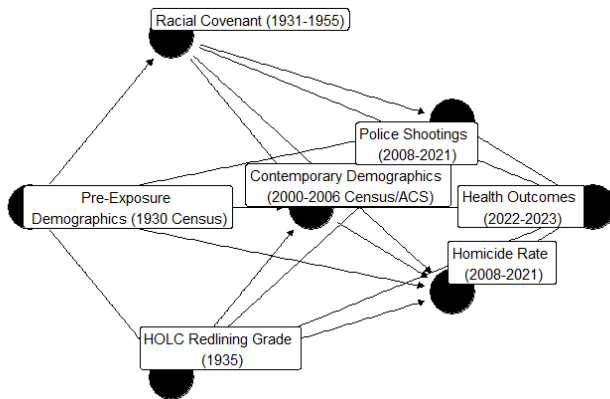 Racial Covenant (1931-1955)
Police Shootings
(2008-2021)
Contemporary Demographics
(2000-2006 Census/ACS)
Pre-Exposure
Demographics (1930 Census)
Health Outcomes
(2022-2023)
Homicide Rate
(2008-2021)
HOLC Redlining Grade
(1935)